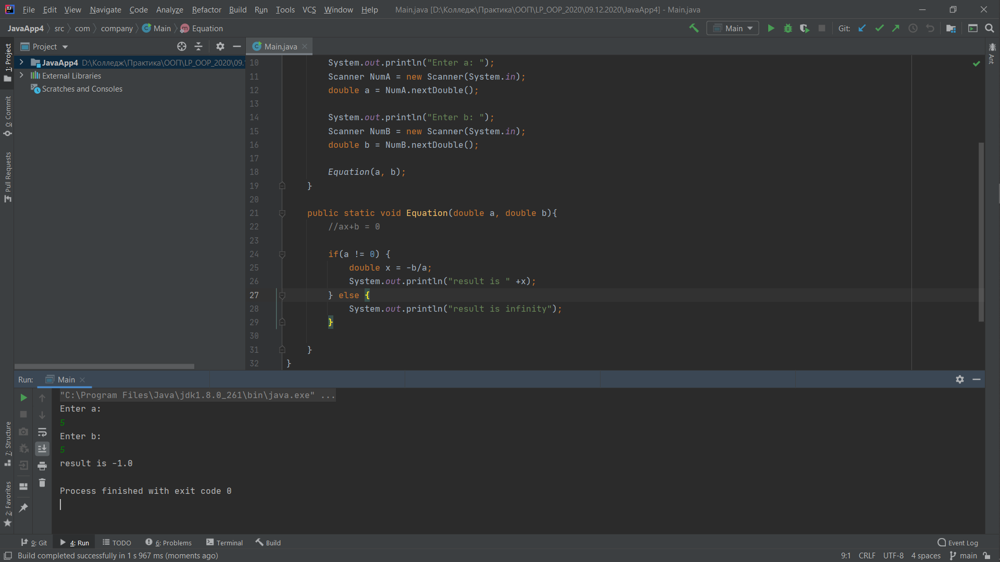 File Edit View Navigate Code Analyze Refactor Build Run Tools VCS Window Help Main.java [D:\Колледж\Практика\ООП\LP_OOP_2020\09.12.2020\JavaApp4] - Main.java
JavaApp4 src com company Main Equation Main Git:
Project
Main.java
1: Project
0: Commit
Pull Requests
7: Structure
2: Favorites
Ant
JavaApp4 D:\Колледж\Практика\ООП\LP_OOP_2020\09.
External Libraries
Scratches and Consoles
10 System.out.println("Enter a: ");
11 Scanner NumA = new Scanner(System.in);
12 double a = NumA.nextDouble();
13
14 System.out.println("Enter b: ");
15 Scanner NumB = new Scanner(System.in);
16 double b = NumB.nextDouble();
17
18 Equation(a, b);
19 }
20
21 public static void Equation(double a, double b){
22 //ax+b = 0
23
24 if(a != 0) {
25 double x = -b/a;
26 System.out.println("result is " +x);
27 } else {
28 System.out.println("result is infinity");
29 }
30
31 }
32 }
Run: Main
"C:\Program Files\Java\jdk1.8.0_261\bin\java.exe" ...
Enter a:
5
Enter b:
5
result is -1.0
Process finished with exit code 0
9: Git 4: Run TODO 6: Problems Terminal Build Event Log
Build completed successfully in 1 s 967 ms (moments ago) 9:1 CRLF UTF-8 4 spaces main